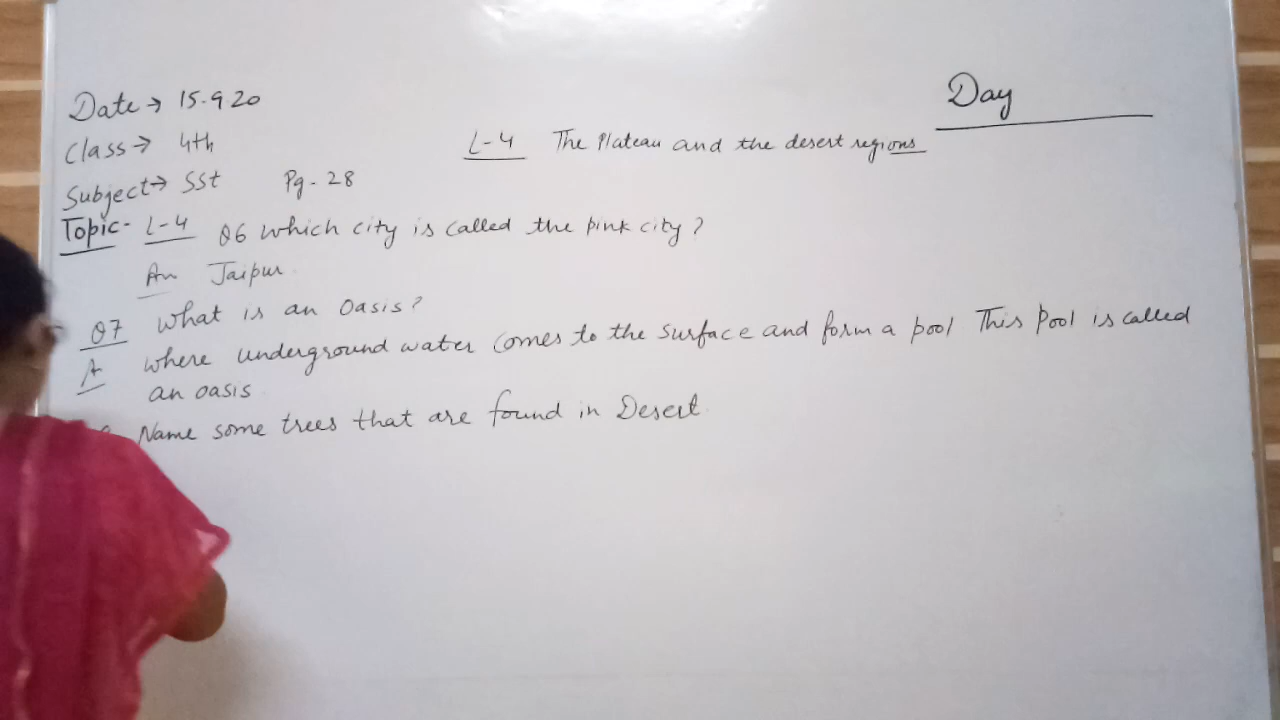 Day
Date → 15.9.20
Class → 4th
L-4 The Plateau and the desert regions
Subject → SSt Pg - 28
Topic - L-4 Q6 Which city is called the pink city?
An Jaipur.
Q7 What is an Oasis?
A where underground water comes to the surface and form a pool This pool is called
an oasis
Name some trees that are found in Desert.